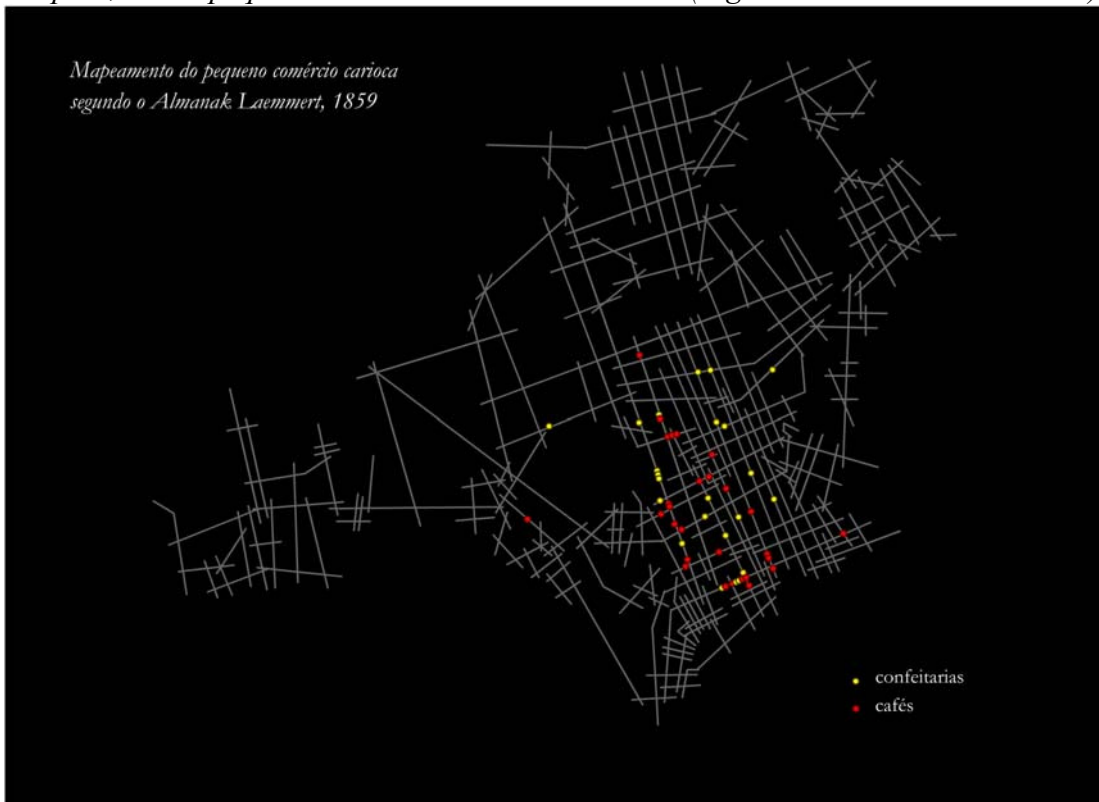 Mapeamento do pequeno comércio carioca
segundo o Almanak Laemmert, 1859
confeitarias
cafés